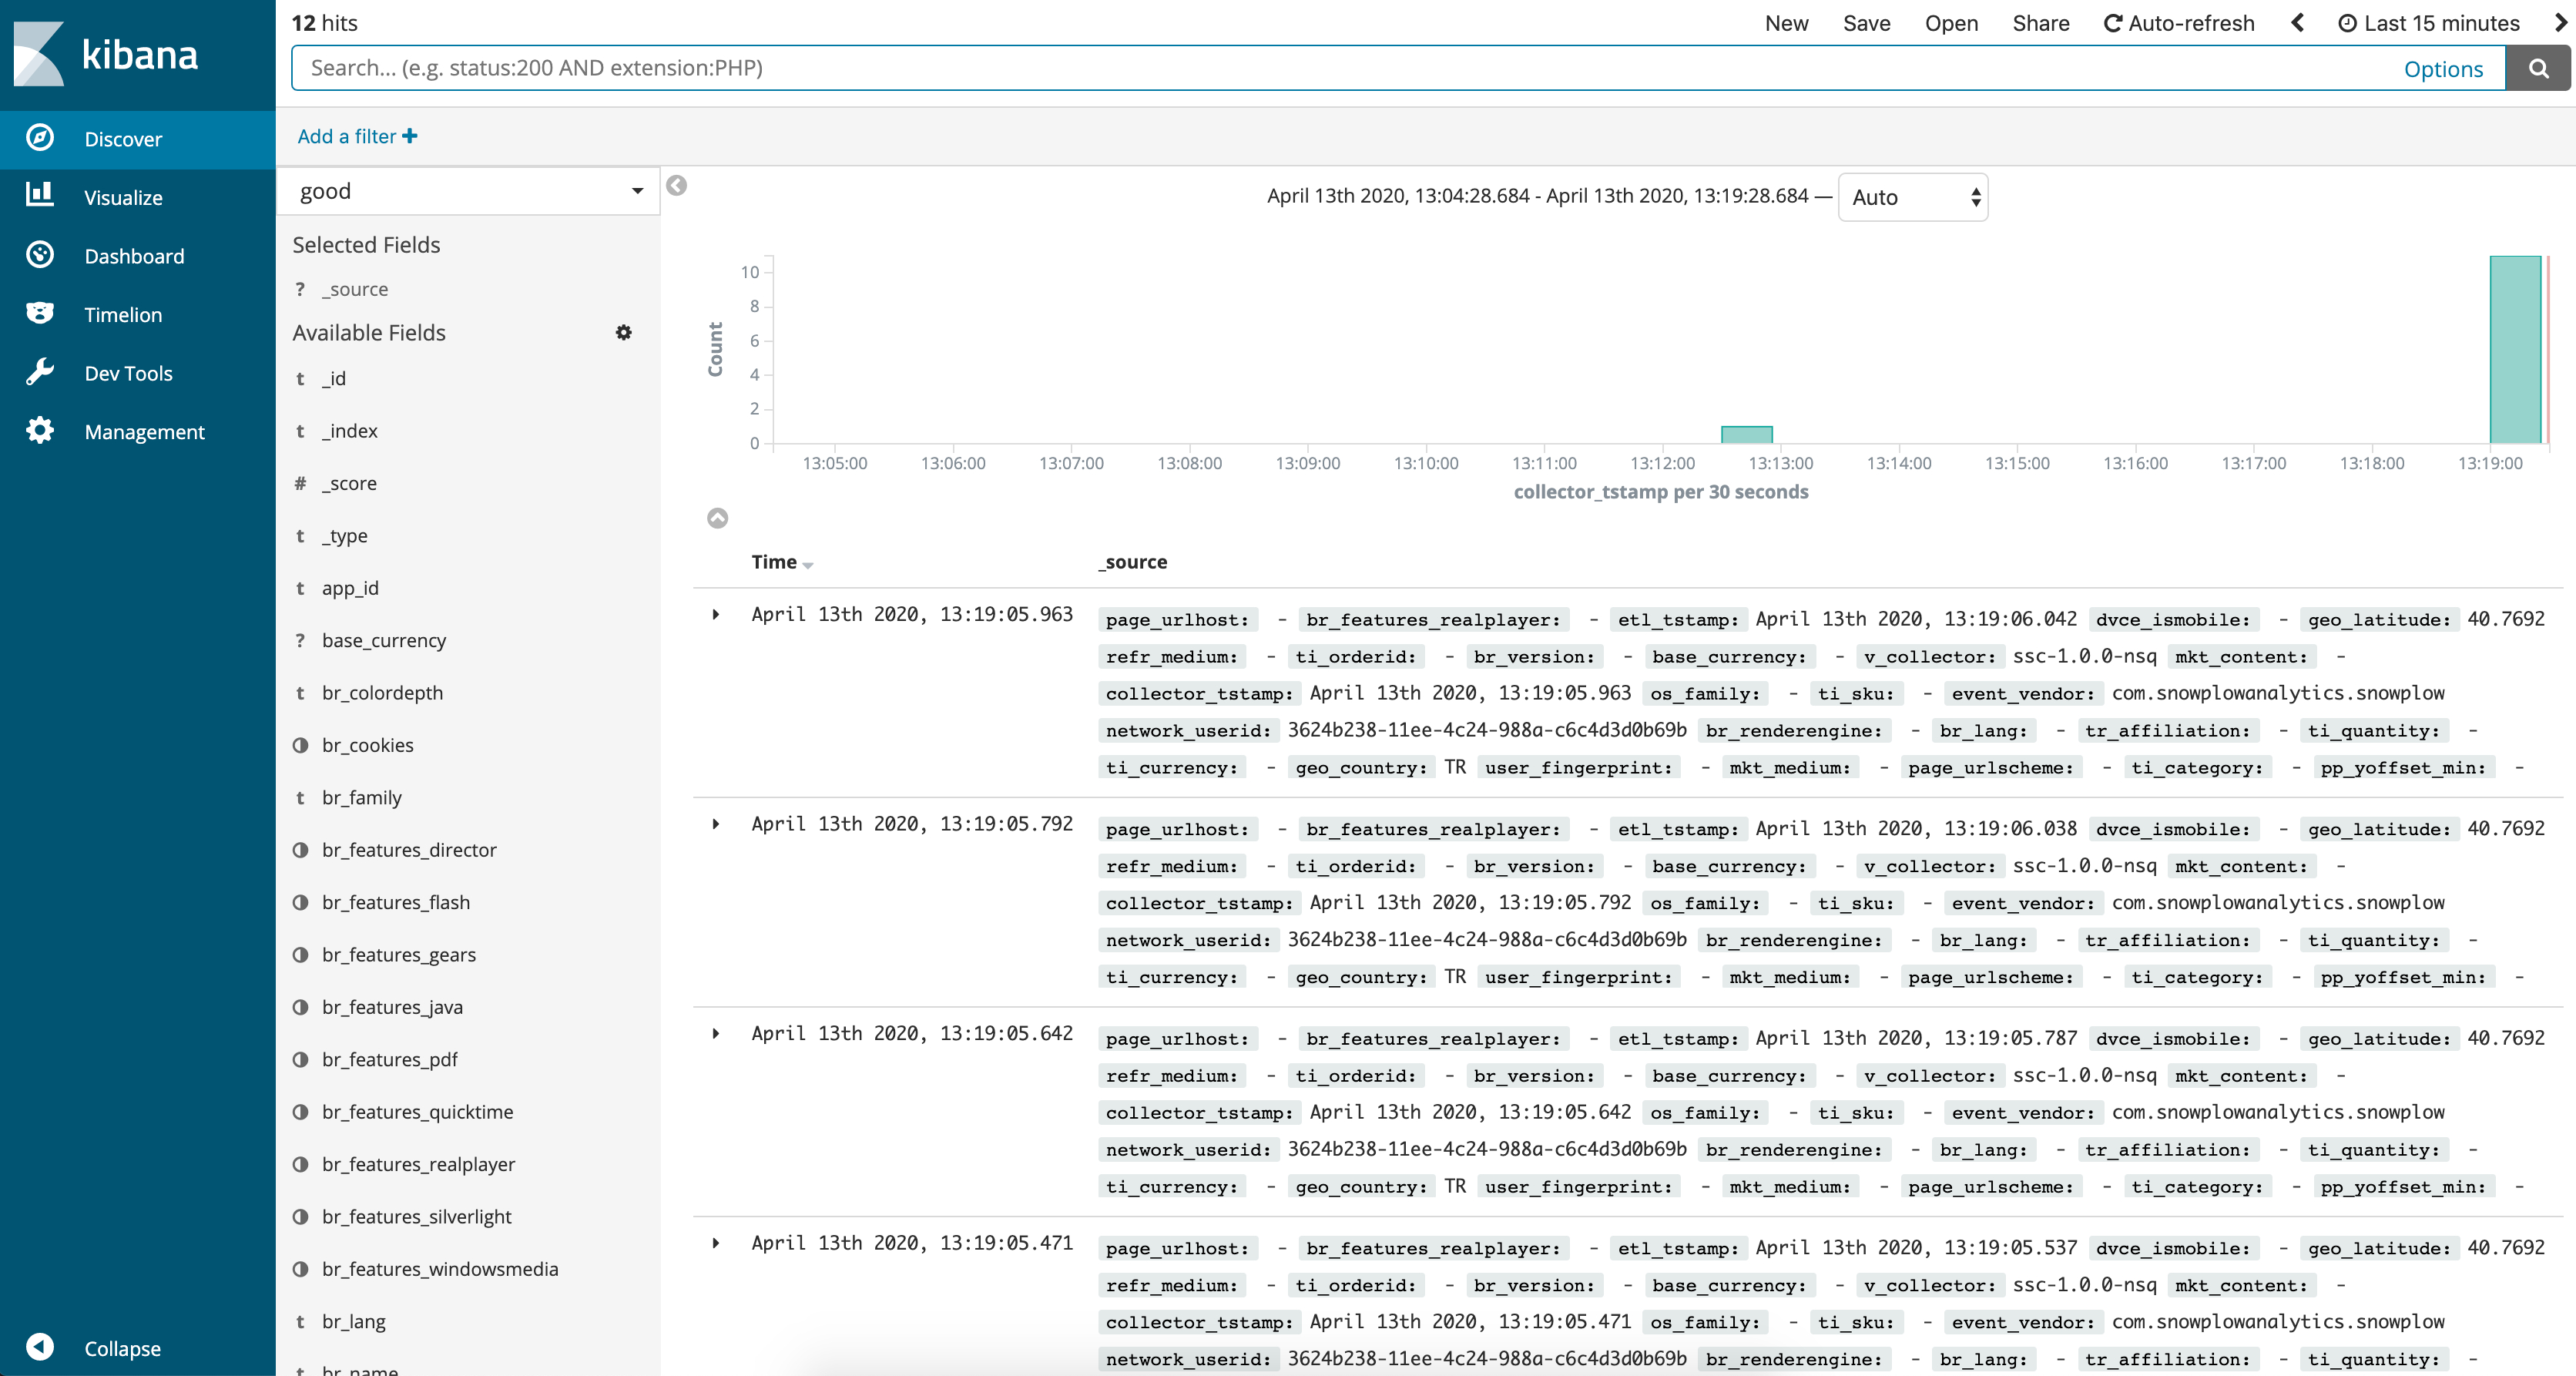 kibana
Discover
Visualize
Dashboard
Timelion
Dev Tools
Management
Collapse
12 hits
New Save Open Share Auto-refresh Last 15 minutes
Search... (e.g. status:200 AND extension:PHP) Options
Add a filter
good
Selected Fields
? _source
Available Fields
t _id
t _index
# _score
t _type
t app_id
? base_currency
t br_colordepth
br_cookies
t br_family
br_features_director
br_features_flash
br_features_gears
br_features_java
br_features_pdf
br_features_quicktime
br_features_realplayer
br_features_silverlight
br_features_windowsmedia
t br_lang
t br_name
April 13th 2020, 13:04:28.684 - April 13th 2020, 13:19:28.684 — Auto
Count
10
8
6
4
2
0
13:05:00 13:06:00 13:07:00 13:08:00 13:09:00 13:10:00 13:11:00 13:12:00 13:13:00 13:14:00 13:15:00 13:16:00 13:17:00 13:18:00 13:19:00
collector_tstamp per 30 seconds
Time _source
April 13th 2020, 13:19:05.963 page_urlhost: - br_features_realplayer: - etl_tstamp: April 13th 2020, 13:19:06.042 dvce_ismobile: - geo_latitude: 40.7692
refr_medium: - ti_orderid: - br_version: - base_currency: - v_collector: ssc-1.0.0-nsq mkt_content: -
collector_tstamp: April 13th 2020, 13:19:05.963 os_family: - ti_sku: - event_vendor: com.snowplowanalytics.snowplow
network_userid: 3624b238-11ee-4c24-988a-c6c4d3d0b69b br_renderengine: - br_lang: - tr_affiliation: - ti_quantity: -
ti_currency: - geo_country: TR user_fingerprint: - mkt_medium: - page_urlscheme: - ti_category: - pp_yoffset_min: -
April 13th 2020, 13:19:05.792 page_urlhost: - br_features_realplayer: - etl_tstamp: April 13th 2020, 13:19:06.038 dvce_ismobile: - geo_latitude: 40.7692
refr_medium: - ti_orderid: - br_version: - base_currency: - v_collector: ssc-1.0.0-nsq mkt_content: -
collector_tstamp: April 13th 2020, 13:19:05.792 os_family: - ti_sku: - event_vendor: com.snowplowanalytics.snowplow
network_userid: 3624b238-11ee-4c24-988a-c6c4d3d0b69b br_renderengine: - br_lang: - tr_affiliation: - ti_quantity: -
ti_currency: - geo_country: TR user_fingerprint: - mkt_medium: - page_urlscheme: - ti_category: - pp_yoffset_min: -
April 13th 2020, 13:19:05.642 page_urlhost: - br_features_realplayer: - etl_tstamp: April 13th 2020, 13:19:05.787 dvce_ismobile: - geo_latitude: 40.7692
refr_medium: - ti_orderid: - br_version: - base_currency: - v_collector: ssc-1.0.0-nsq mkt_content: -
collector_tstamp: April 13th 2020, 13:19:05.642 os_family: - ti_sku: - event_vendor: com.snowplowanalytics.snowplow
network_userid: 3624b238-11ee-4c24-988a-c6c4d3d0b69b br_renderengine: - br_lang: - tr_affiliation: - ti_quantity: -
ti_currency: - geo_country: TR user_fingerprint: - mkt_medium: - page_urlscheme: - ti_category: - pp_yoffset_min: -
April 13th 2020, 13:19:05.471 page_urlhost: - br_features_realplayer: - etl_tstamp: April 13th 2020, 13:19:05.537 dvce_ismobile: - geo_latitude: 40.7692
refr_medium: - ti_orderid: - br_version: - base_currency: - v_collector: ssc-1.0.0-nsq mkt_content: -
collector_tstamp: April 13th 2020, 13:19:05.471 os_family: - ti_sku: - event_vendor: com.snowplowanalytics.snowplow
network_userid: 3624b238-11ee-4c24-988a-c6c4d3d0b69b br_renderengine: - br_lang: - tr_affiliation: - ti_quantity: -